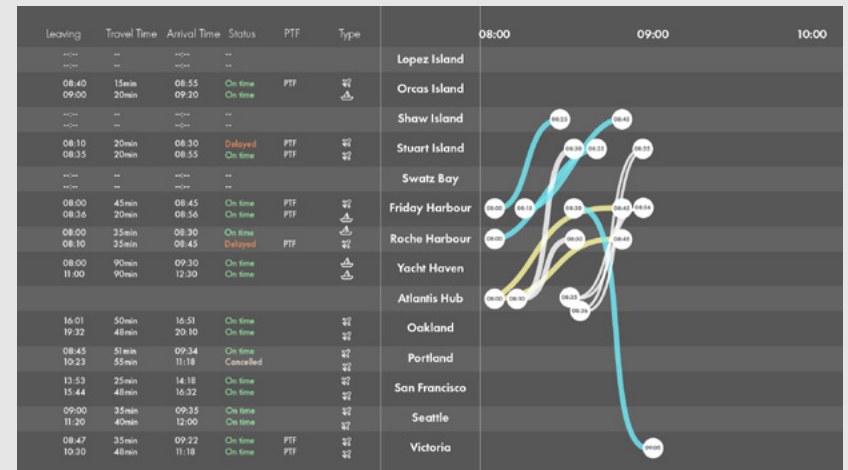 Leaving Travel Time Arrival Time Status PTF Type 08:00 09:00 10:00
--:-- -- --:-- --
--:-- -- --:-- --
Lopez Island
08:40 15min 08:55 On time PTF
09:00 20min 09:20 On time
Orcas Island
--:-- -- --:-- --
--:-- -- --:-- --
Shaw Island 08:25 08:45
08:10 20min 08:30 Delayed PTF
08:35 20min 08:55 On time PTF
Stuart Island 08:30 08:35 08:55
--:-- -- --:-- --
--:-- -- --:-- --
Swatz Bay
08:00 45min 08:45 On time PTF
08:36 20min 08:56 On time PTF
Friday Harbour 08:00 08:15 08:30 08:45 08:56
08:00 35min 08:30 On time
08:10 35min 08:45 Delayed PTF
Roche Harbour 08:00 08:30 08:45
08:00 90min 09:30 On time
11:00 90min 12:30 On time
Yacht Haven
Atlantis Hub 08:00 08:10 08:35
08:36
16:01 50min 16:51 On time
19:32 48min 20:10 On time
Oakland
08:45 51min 09:34 On time
10:23 55min 11:18 Cancelled
Portland
13:53 25min 14:18 On time
15:44 48min 16:32 On time
San Francisco
09:00 35min 09:35 On time
11:20 40min 12:00 On time
Seattle
08:47 35min 09:22 On time PTF
10:30 48min 11:18 On time PTF
Victoria 09:05